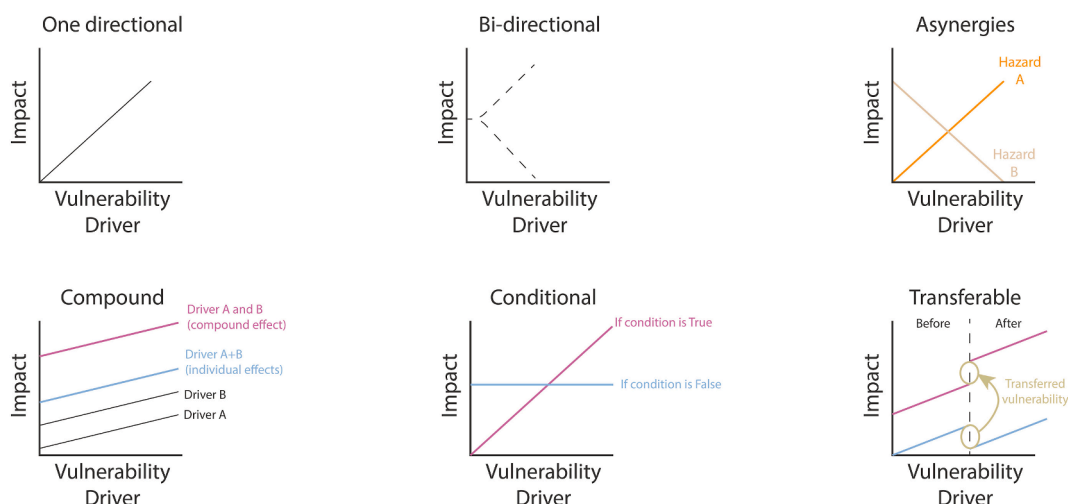 One directional
Impact
Vulnerability
Driver
Bi-directional
Impact
Vulnerability
Driver
Asynergies
Impact
Hazard
A
Hazard
B
Vulnerability
Driver
Compound
Impact
Driver A and B
(compound effect)
Driver A+B
(individual effects)
Driver B
Driver A
Vulnerability
Driver
Conditional
Impact
If condition is True
If condition is False
Vulnerability
Driver
Transferable
Impact
Before
After
Transferred
vulnerability
Vulnerability
Driver